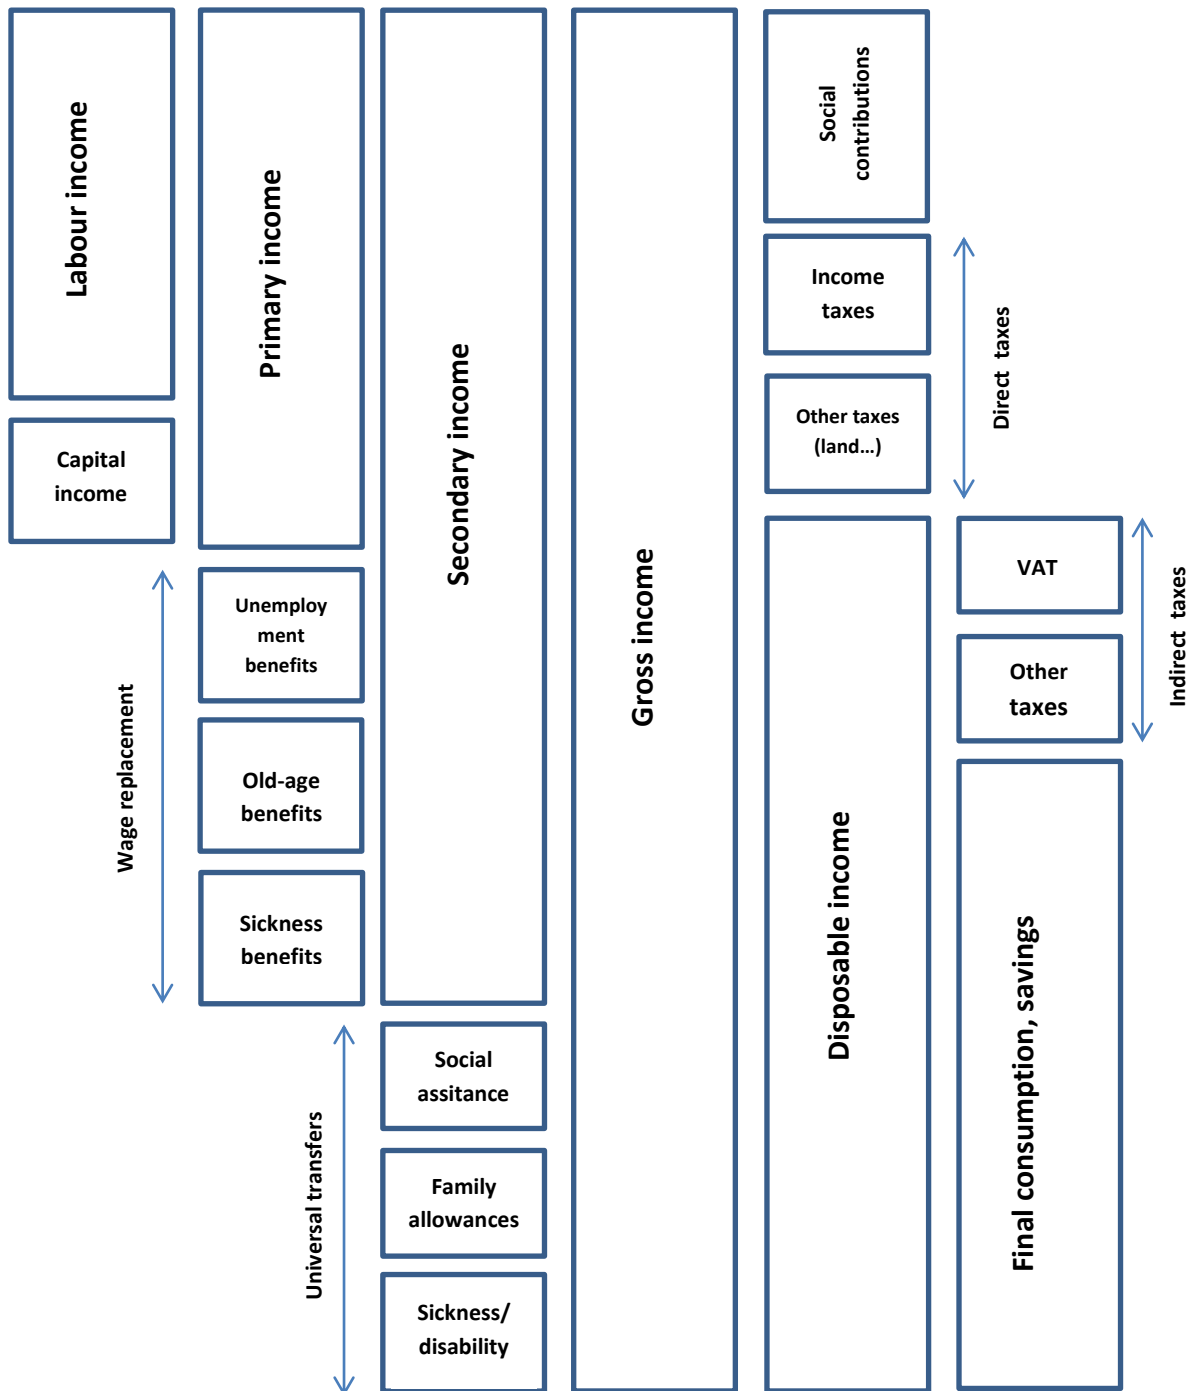 Labour income
Capital
income
Wage replacement
Primary income
Unemploy
ment
benefits
Old-age
benefits
Sickness
benefits
Universal transfers
Secondary income
Social
assitance
Family
allowances
Sickness/
disability
Gross income
Social
contributions
Income
taxes
Other taxes
(land...)
Direct taxes
Disposable income
VAT
Other
taxes
Indirect taxes
Final consumption, savings